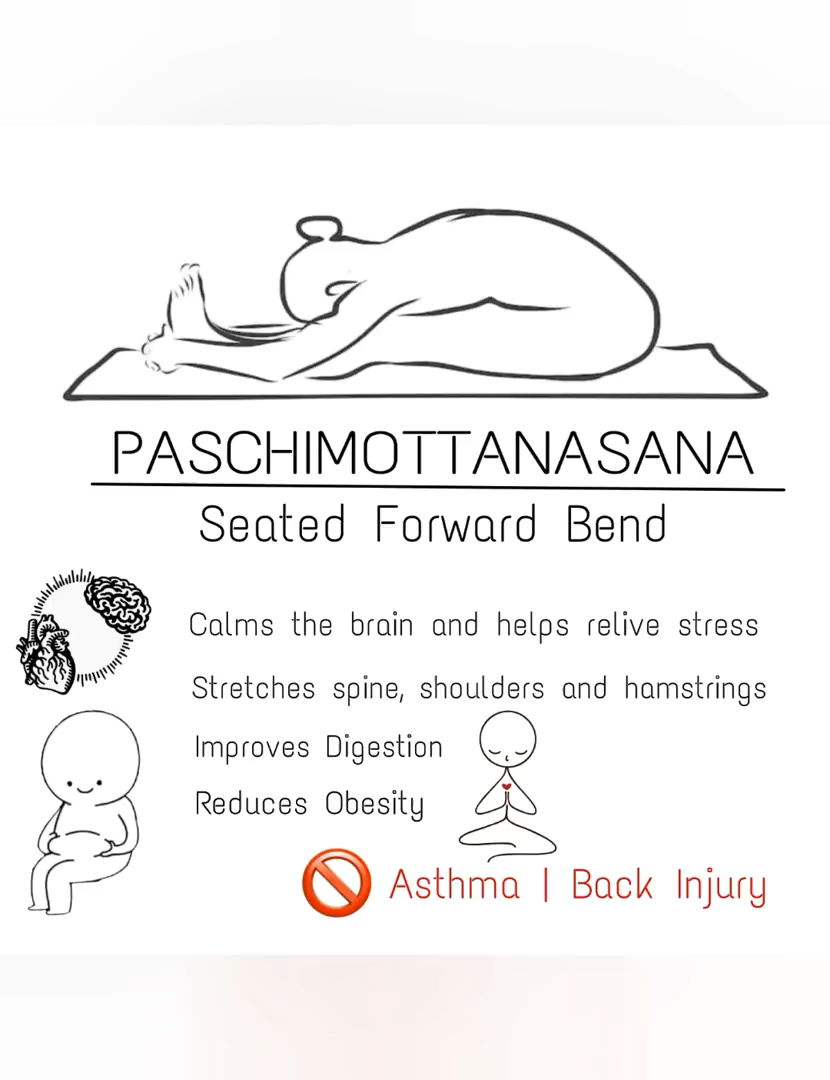 PASCHIMOTTANASANA
Seated Forward Bend
Calms the brain and helps relive stress
Stretches spine, shoulders and hamstrings
Improves Digestion
Reduces Obesity
Asthma | Back Injury